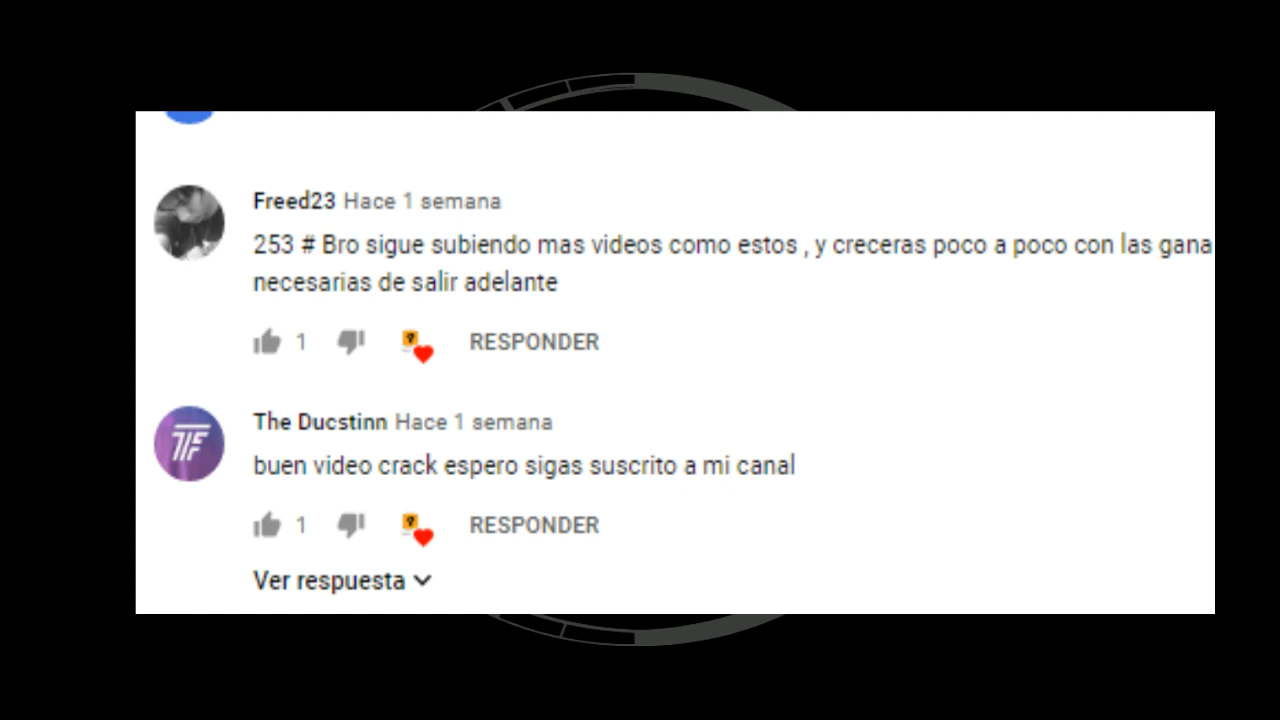 Freed23 Hace 1 semana
253 # Bro sigue subiendo mas videos como estos , y creceras poco a poco con las gana
necesarias de salir adelante
1 RESPONDER
The Ducstinn Hace 1 semana
buen video crack espero sigas suscrito a mi canal
1 RESPONDER
Ver respuesta